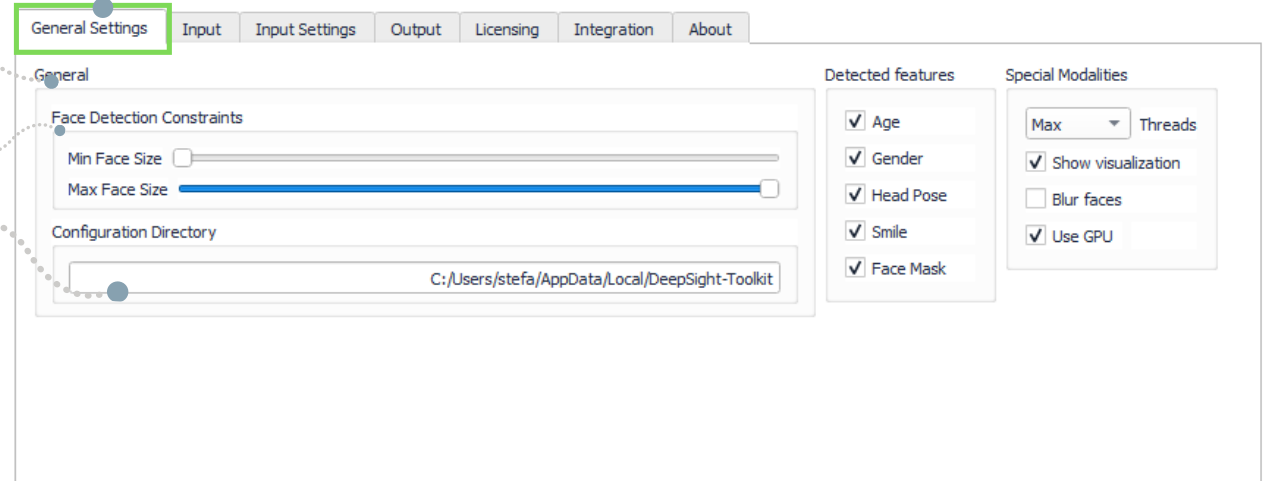 General Settings
Input
Input Settings
Output
Licensing
Integration
About
General
Face Detection Constraints
Min Face Size
Max Face Size
Configuration Directory
C:/Users/stefa/AppData/Local/DeepSight-Toolkit
Detected features
Age
Gender
Head Pose
Smile
Face Mask
Special Modalities
Max Threads
Show visualization
Blur faces
Use GPU